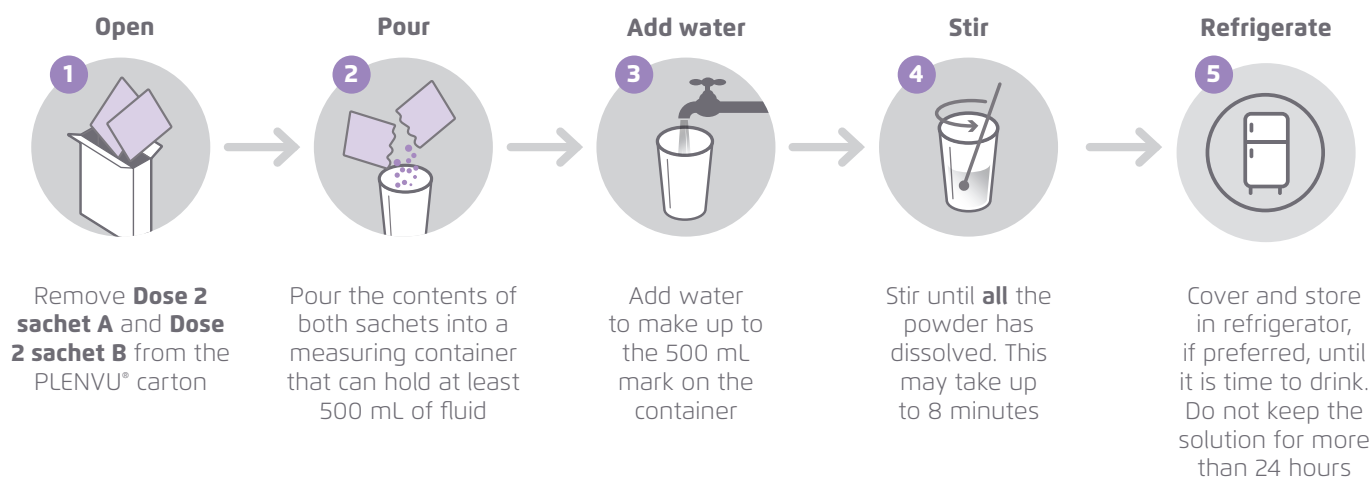 Open
1
Remove Dose 2
sachet A and Dose
2 sachet B from the
PLENVU® carton
Pour
2
Pour the contents of
both sachets into a
measuring container
that can hold at least
500 mL of fluid
Add water
3
Add water
to make up to
the 500 mL
mark on the
container
Stir
4
Stir until all the
powder has
dissolved. This
may take up
to 8 minutes
Refrigerate
5
Cover and store
in refrigerator,
if preferred, until
it is time to drink.
Do not keep the
solution for more
than 24 hours